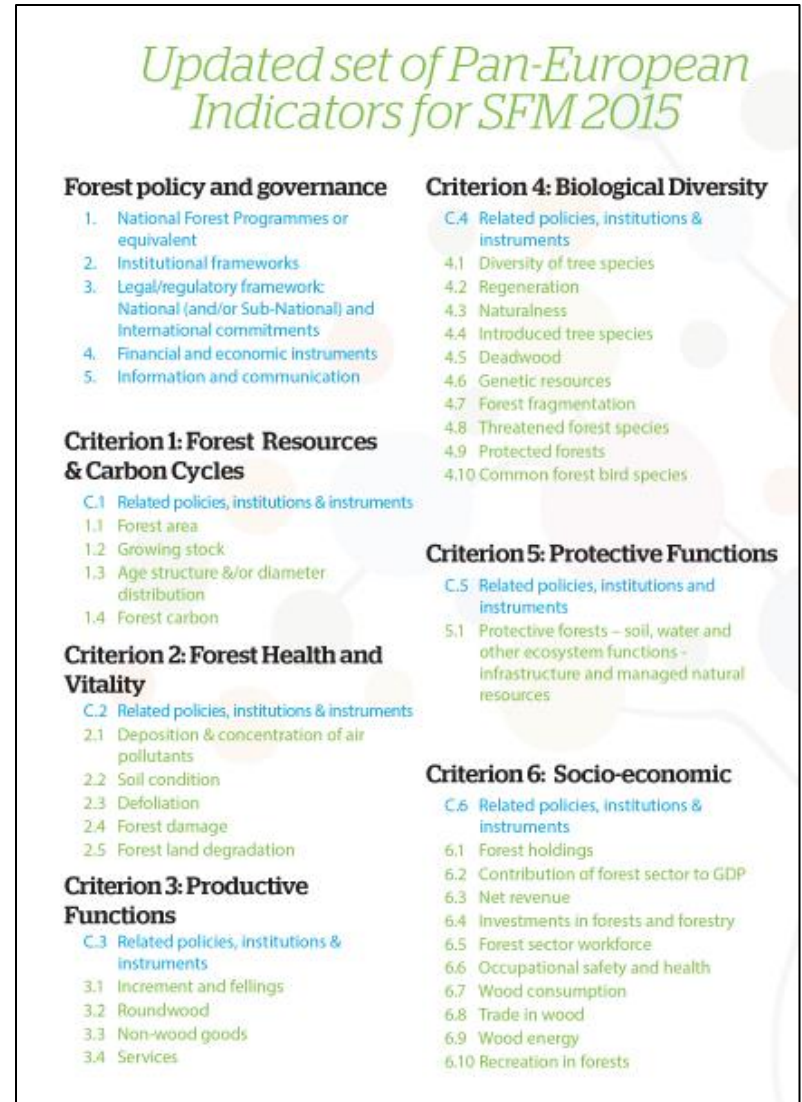 Updated set of Pan-European
Indicators for SFM 2015
Forest policy and governance
1. National Forest Programmes or
equivalent
2. Institutional frameworks
3. Legal/regulatory framework:
National (and/or Sub-National) and
International commitments
4. Financial and economic instruments
5. Information and communication
Criterion 1: Forest Resources
& Carbon Cycles
C.1 Related policies, institutions & instruments
1.1 Forest area
1.2 Growing stock
1.3 Age structure &/or diameter
distribution
1.4 Forest carbon
Criterion 2: Forest Health and
Vitality
C.2 Related policies, institutions & instruments
2.1 Deposition & concentration of air
pollutants
2.2 Soil condition
2.3 Defoliation
2.4 Forest damage
2.5 Forest land degradation
Criterion 3: Productive
Functions
C.3 Related policies, institutions &
instruments
3.1 Increment and fellings
3.2 Roundwood
3.3 Non-wood goods
3.4 Services
Criterion 4: Biological Diversity
C.4 Related policies, institutions &
instruments
4.1 Diversity of tree species
4.2 Regeneration
4.3 Naturalness
4.4 Introduced tree species
4.5 Deadwood
4.6 Genetic resources
4.7 Forest fragmentation
4.8 Threatened forest species
4.9 Protected forests
4.10 Common forest bird species
Criterion 5: Protective Functions
C.5 Related policies, institutions and
instruments
5.1 Protective forests – soil, water and
other ecosystem functions -
infrastructure and managed natural
resources
Criterion 6: Socio-economic
C.6 Related policies, institutions &
instruments
6.1 Forest holdings
6.2 Contribution of forest sector to GDP
6.3 Net revenue
6.4 Investments in forests and forestry
6.5 Forest sector workforce
6.6 Occupational safety and health
6.7 Wood consumption
6.8 Trade in wood
6.9 Wood energy
6.10 Recreation in forests